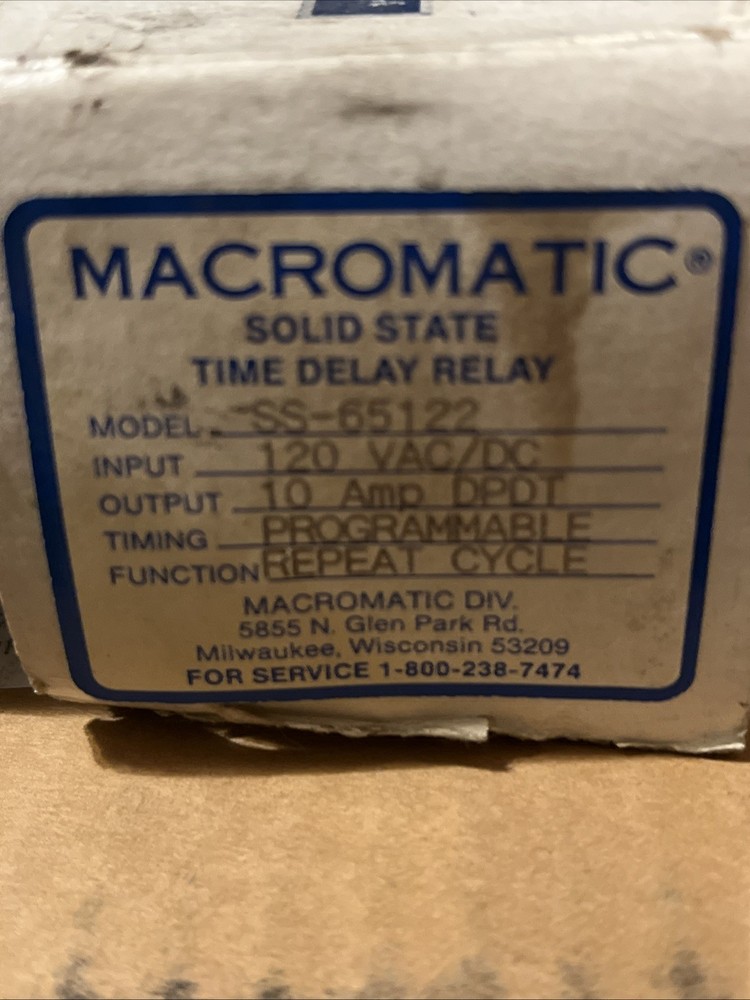 MACROMATIC®
SOLID STATE
TIME DELAY RELAY
MODEL SS-65122
INPUT 120 VAC/DC
OUTPUT 10 Amp DPDT
TIMING PROGRAMMABLE
FUNCTION REPEAT CYCLE
MACROMATIC DIV.
5855 N. Glen Park Rd.
Milwaukee, Wisconsin 53209
FOR SERVICE 1-800-238-7474